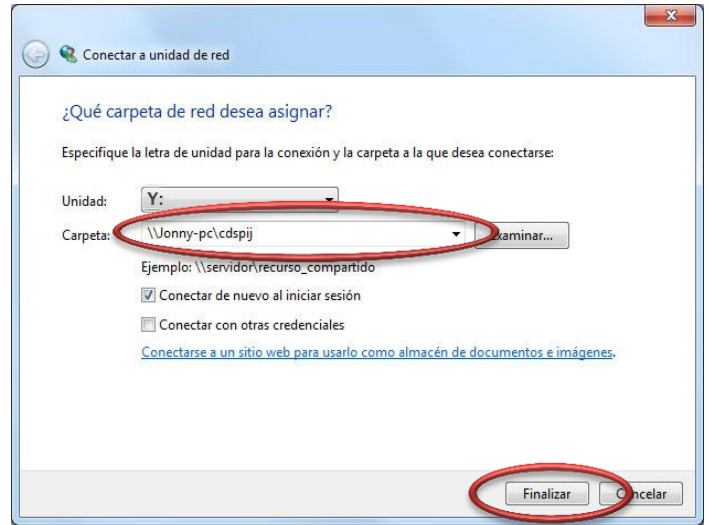 Conectar a unidad de red
¿Qué carpeta de red desea asignar?
Especifique la letra de unidad para la conexión y la carpeta a la que desea conectarse:
Unidad: Y:
Carpeta: \\Jonny-pc\cdspij Examinar...
Ejemplo: \\servidor\recurso_compartido
Conectar de nuevo al iniciar sesión
Conectar con otras credenciales
Conectarse a un sitio web para usarlo como almacén de documentos e imágenes.
Finalizar Cancelar